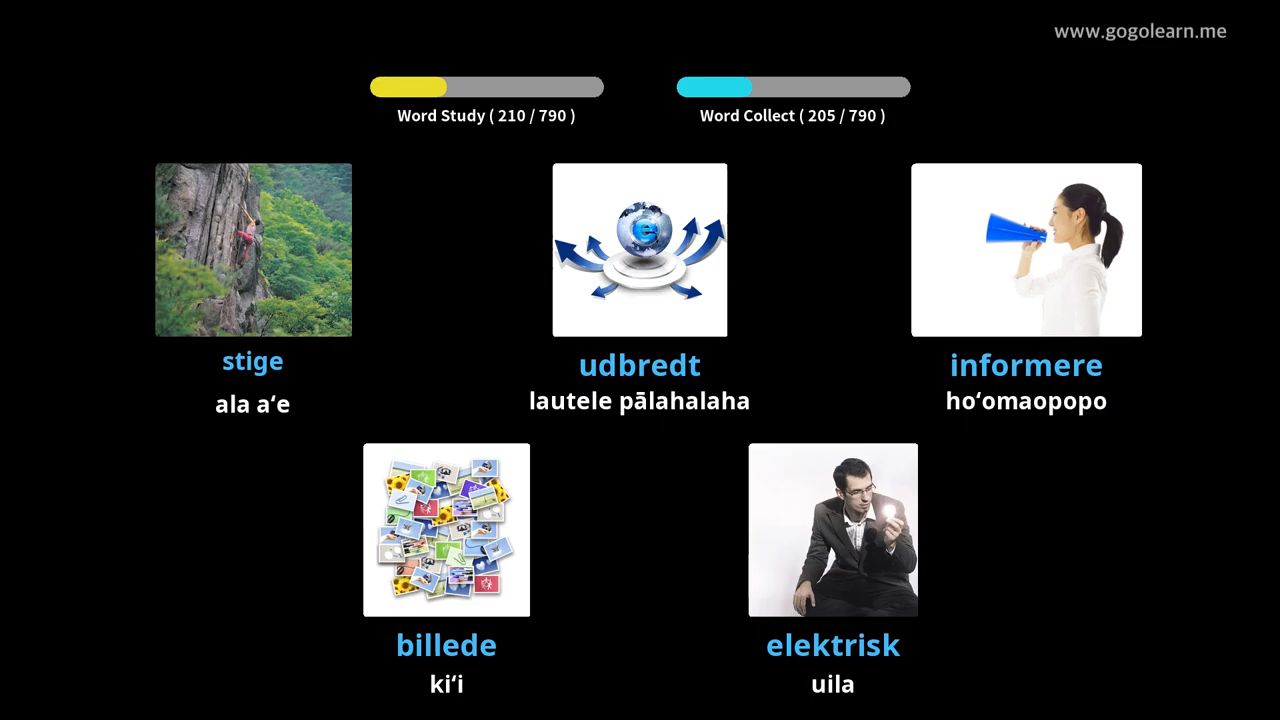 www.gogolearn.me
Word Study ( 210 / 790 )
Word Collect ( 205 / 790 )
stige
ala aʻe
udbredt
lautele pālahalaha
informere
hoʻomaopopo
billede
kiʻi
elektrisk
uila